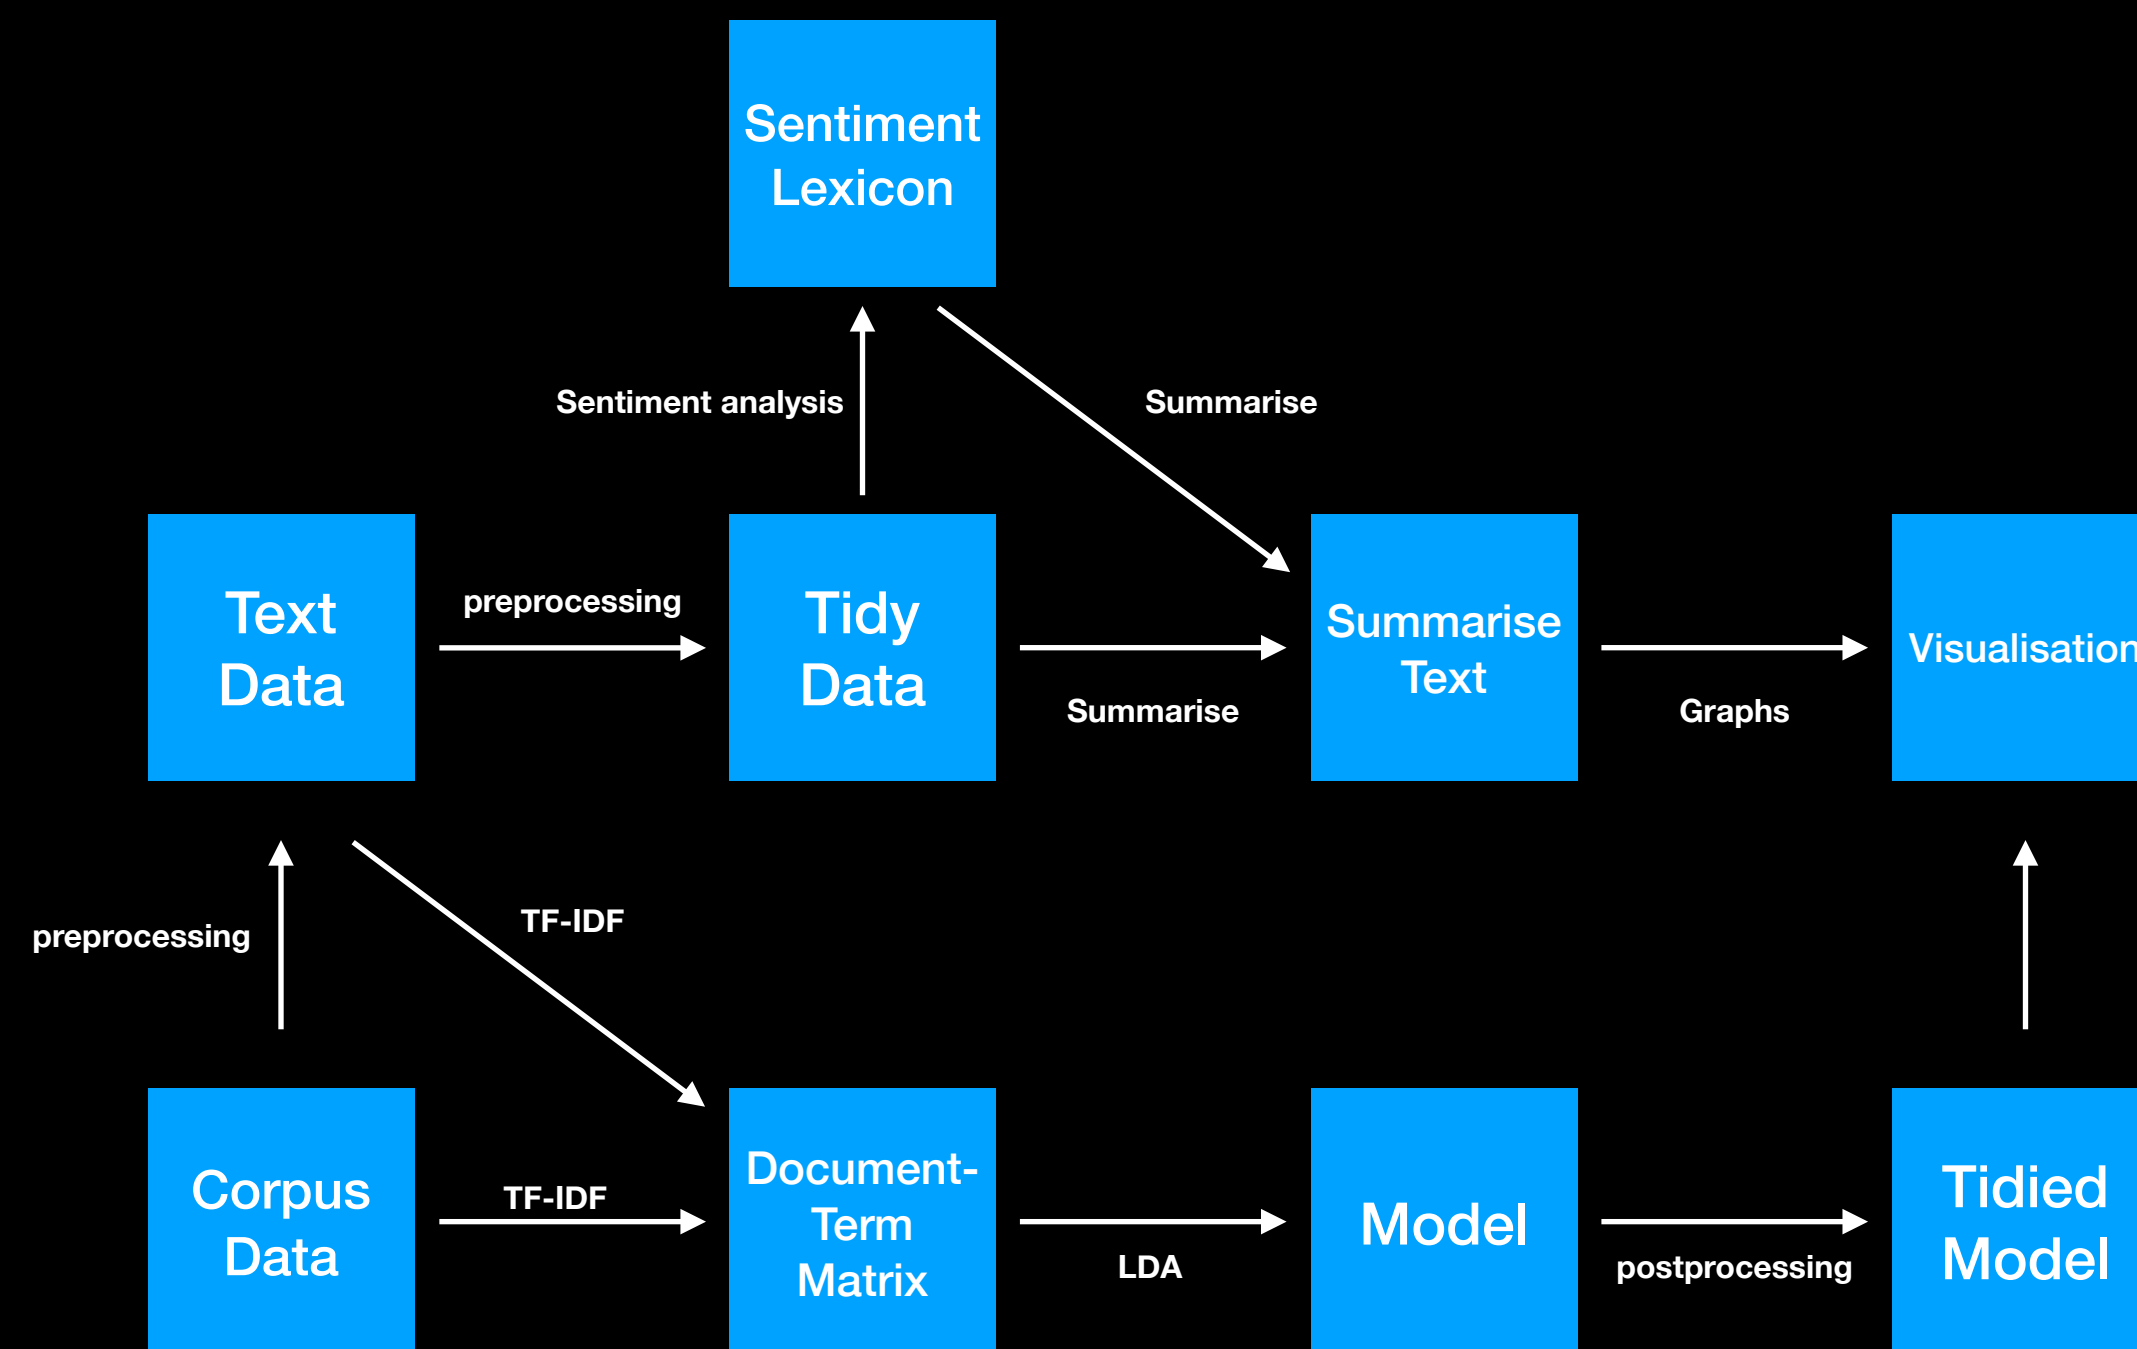 Sentiment
Lexicon
Sentiment analysis
Summarise
Text
Data
preprocessing
Tidy
Data
Summarise
Summarise
Text
Graphs
Visualisation
preprocessing
TF-IDF
Corpus
Data
TF-IDF
Document-
Term
Matrix
LDA
Model
postprocessing
Tidied
Model